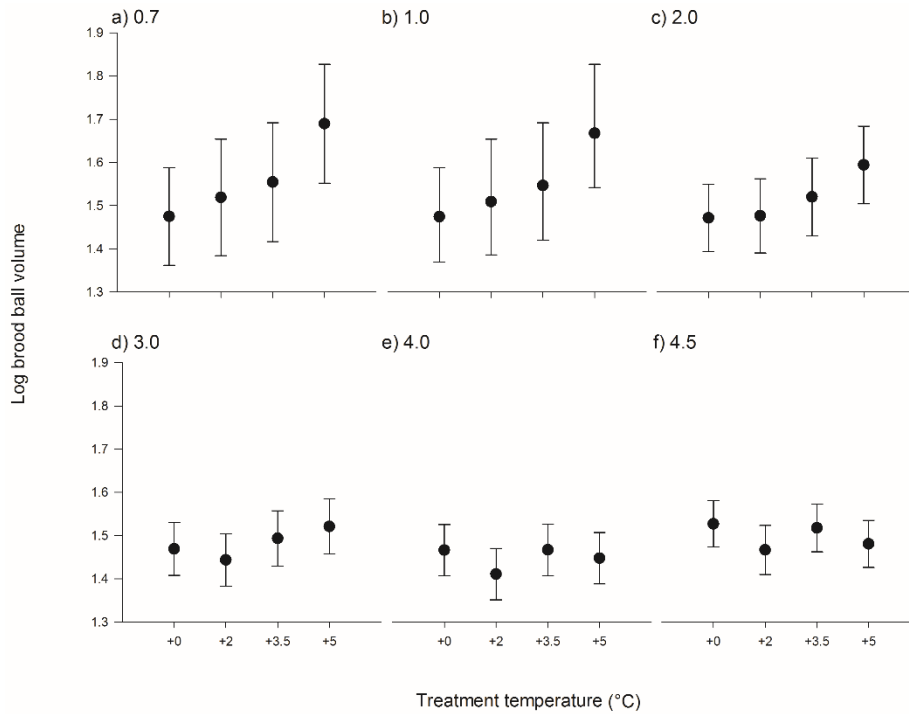 a) 0.7
b) 1.0
c) 2.0
1.9
1.8
1.7
1.6
1.5
1.4
1.3
Log brood ball volume
d) 3.0
e) 4.0
f) 4.5
1.9
1.8
1.7
1.6
1.5
1.4
1.3
+0 +2 +3.5 +5
+0 +2 +3.5 +5
+0 +2 +3.5 +5
Treatment temperature (°C)